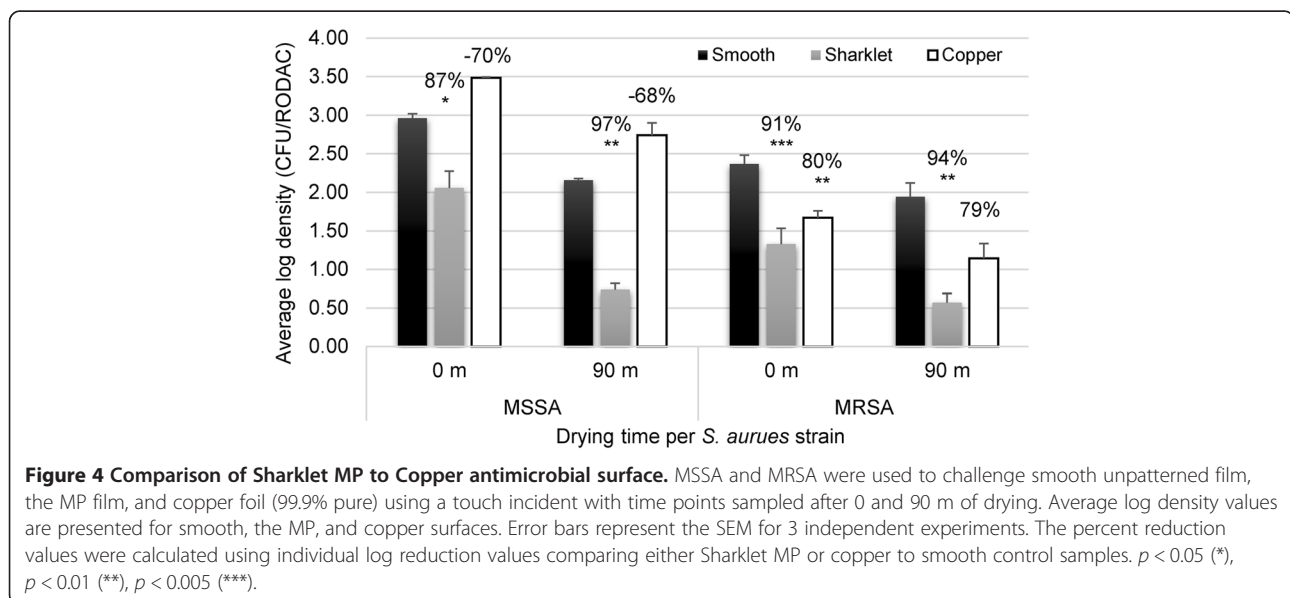 Average log density (CFU/RODAC)
4.00
3.50
3.00
2.50
2.00
1.50
1.00
0.50
0.00
Smooth Sharklet Copper
87%
*
-70%
97%
**
-68%
91%
***
80%
**
94%
**
79%
0 m 90 m 0 m 90 m
MSSA MRSA
Drying time per S. aurues strain
Figure 4 Comparison of Sharklet MP to Copper antimicrobial surface. MSSA and MRSA were used to challenge smooth unpatterned film,
the MP film, and copper foil (99.9% pure) using a touch incident with time points sampled after 0 and 90 m of drying. Average log density values
are presented for smooth, the MP, and copper surfaces. Error bars represent the SEM for 3 independent experiments. The percent reduction
values were calculated using individual log reduction values comparing either Sharklet MP or copper to smooth control samples. p < 0.05 (*),
p < 0.01 (**), p < 0.005 (***).